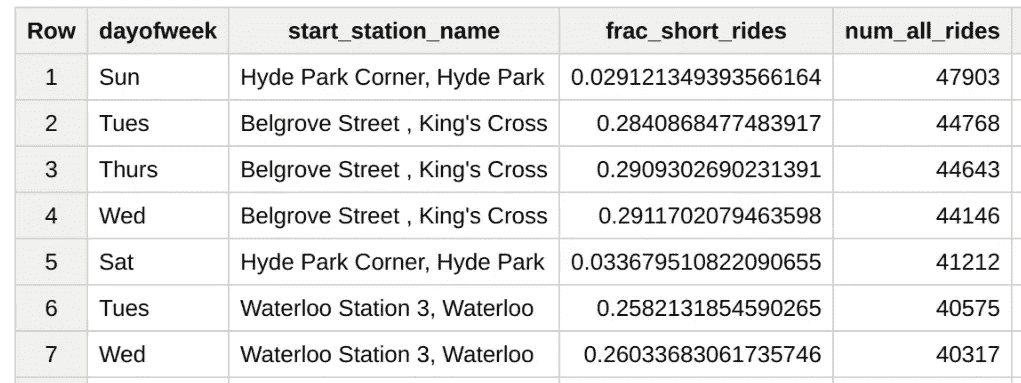 Row dayofweek start_station_name frac_short_rides num_all_rides
1 Sun Hyde Park Corner, Hyde Park 0.029121349393566164 47903
2 Tues Belgrove Street , King's Cross 0.2840868477483917 44768
3 Thurs Belgrove Street , King's Cross 0.2909302690231391 44643
4 Wed Belgrove Street , King's Cross 0.2911702079463598 44146
5 Sat Hyde Park Corner, Hyde Park 0.033679510822090655 41212
6 Tues Waterloo Station 3, Waterloo 0.2582131854590265 40575
7 Wed Waterloo Station 3, Waterloo 0.26033683061735746 40317